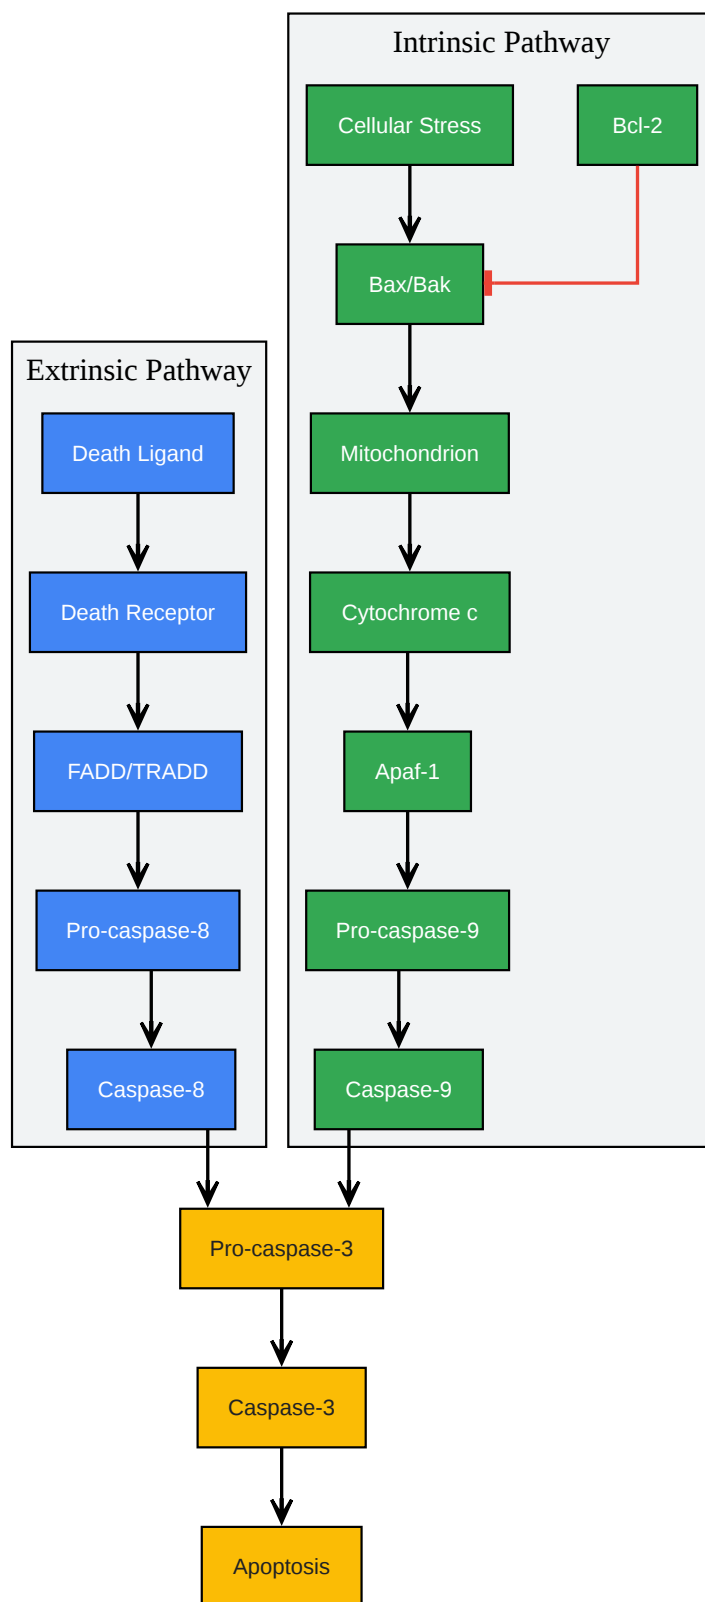 Intrinsic Pathway
Cellular Stress
Bcl-2
Bax/Bak
Mitochondrion
Cytochrome c
Apaf-1
Pro-caspase-9
Caspase-9
Extrinsic Pathway
Death Ligand
Death Receptor
FADD/TRADD
Pro-caspase-8
Caspase-8
Pro-caspase-3
Caspase-3
Apoptosis